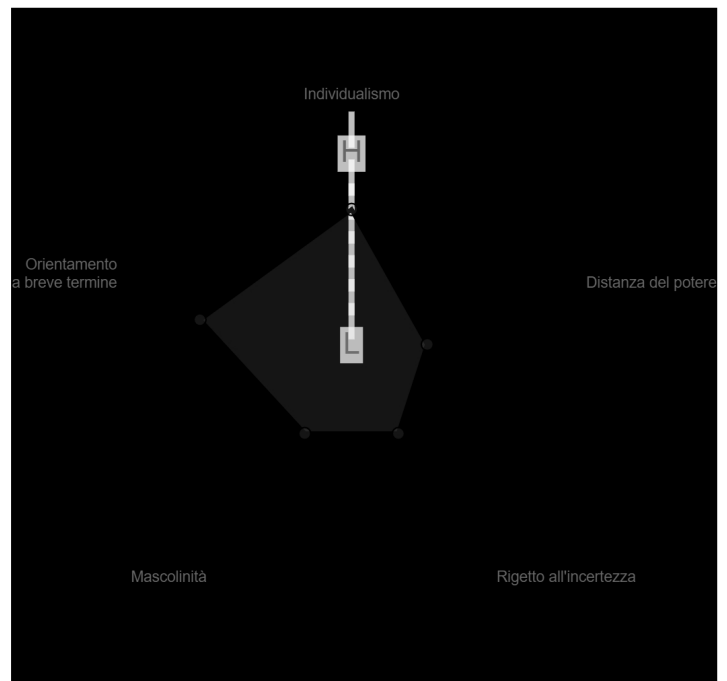 Individualismo
H
Orientamento
a breve termine
Distanza del potere
L
Mascolinità
Rigetto all'incertezza